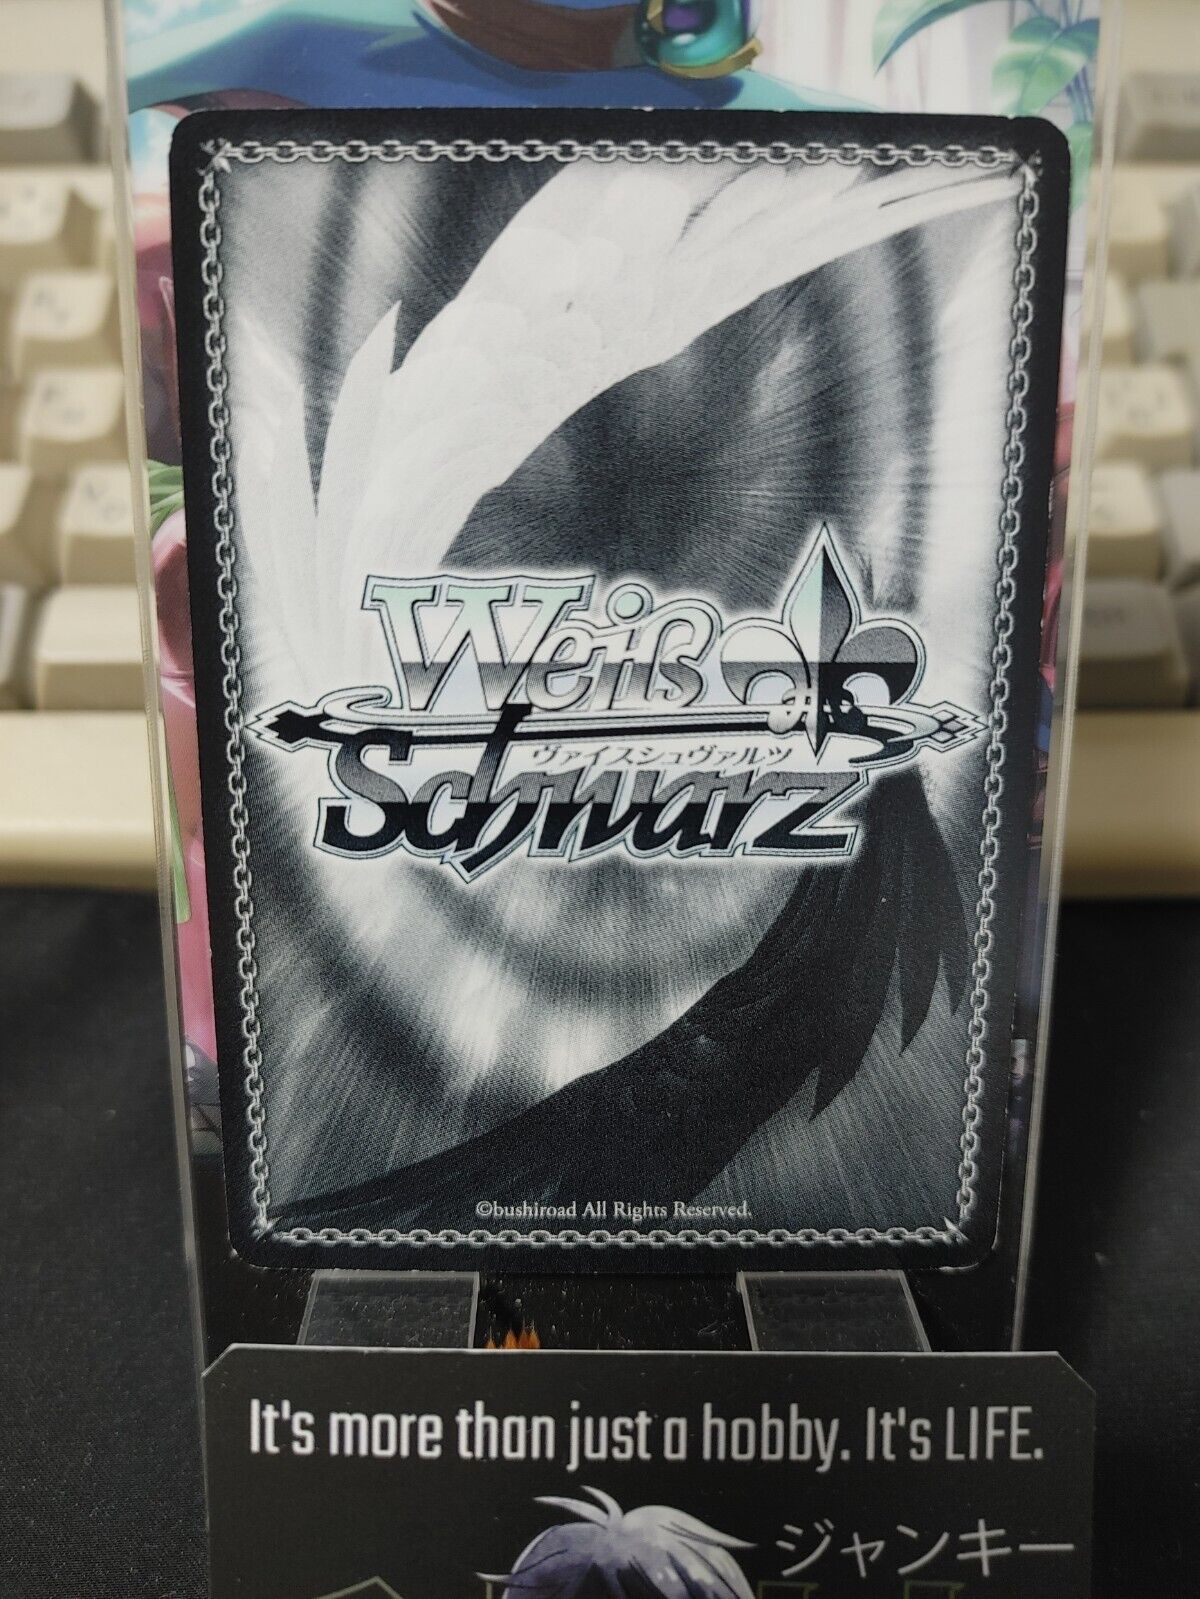 Weiß
ヴァイスシュヴァルツ
Schwarz
©bushiroad All Rights Reserved.
It's more than just a hobby. It's LIFE.
ジャンキー